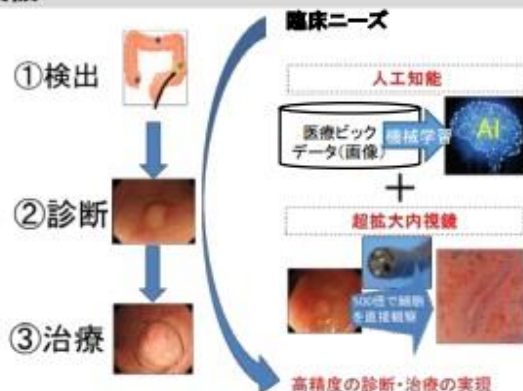 ①検出
②診断
③治療
臨床ニーズ
人工知能
医療ビック
データ(画像)
機械学習
AI
+
超拡大内視鏡
500倍で細胞
を直接観察
高精度の診断・治療の実現